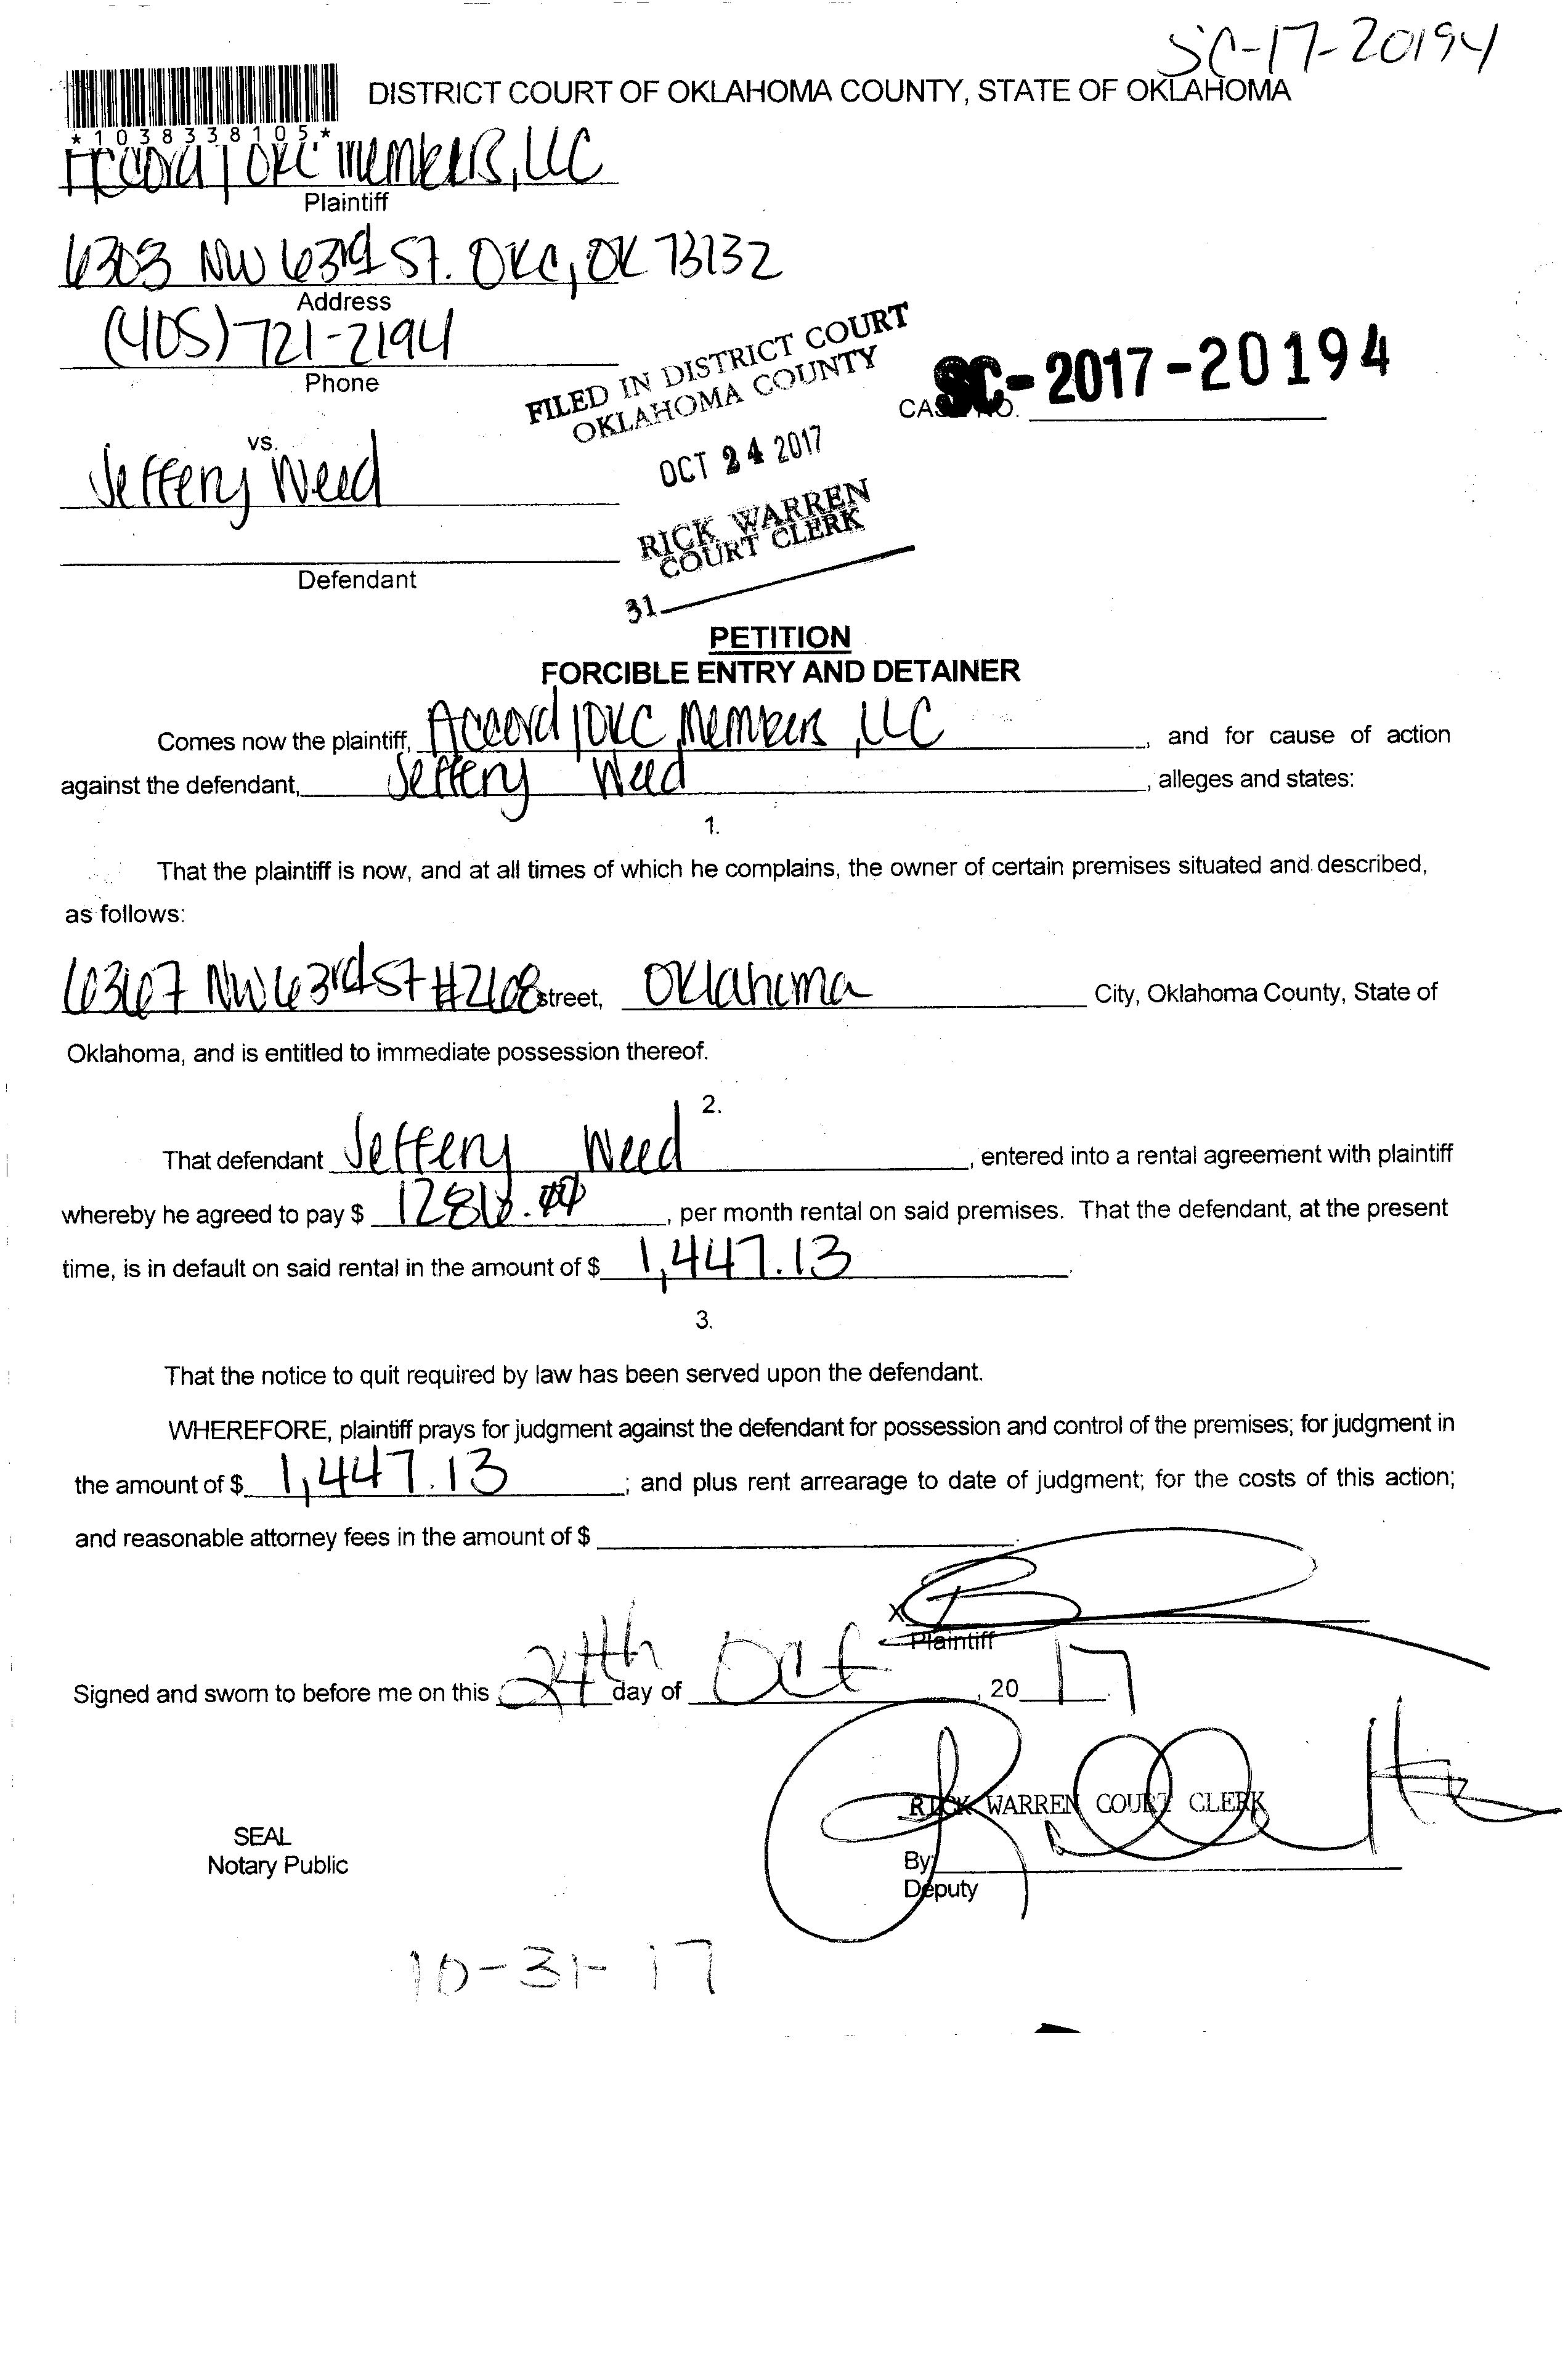 SC-17-20194
DISTRICT COURT OF OKLAHOMA COUNTY, STATE OF OKLAHOMA
*1038338105*
Accord/OKC Members, LLC
Plaintiff
6303 NW 63rd St. OKC, OK 73132
Address
(405) 721-2194
Phone
FILED IN DISTRICT COURT
OKLAHOMA COUNTY
SC-2017-20194
CASE NO.
OCT 24 2017
vs.
Jeffery Weed
RICK WARREN
COURT CLERK
Defendant
31
PETITION
FORCIBLE ENTRY AND DETAINER
Comes now the plaintiff, Accord/OKC Members, LLC, and for cause of action
against the defendant, Jeffery Weed, alleges and states:
1.
That the plaintiff is now, and at all times of which he complains, the owner of certain premises situated and described,
as follows:
6367 NW 63rd St #268 street, Oklahoma City, Oklahoma County, State of
Oklahoma, and is entitled to immediate possession thereof.
2.
That defendant Jeffery Weed, entered into a rental agreement with plaintiff
whereby he agreed to pay $ 1286.00, per month rental on said premises. That the defendant, at the present
time, is in default on said rental in the amount of $ 1,447.13.
3.
That the notice to quit required by law has been served upon the defendant.
WHEREFORE, plaintiff prays for judgment against the defendant for possession and control of the premises; for judgment in
the amount of $ 1,447.13; and plus rent arrearage to date of judgment; for the costs of this action;
and reasonable attorney fees in the amount of $
X
Plaintiff
Signed and sworn to before me on this 24th day of Oct, 2017
RICK WARREN COURT CLERK
SEAL
Notary Public
By
Deputy
10-31-17